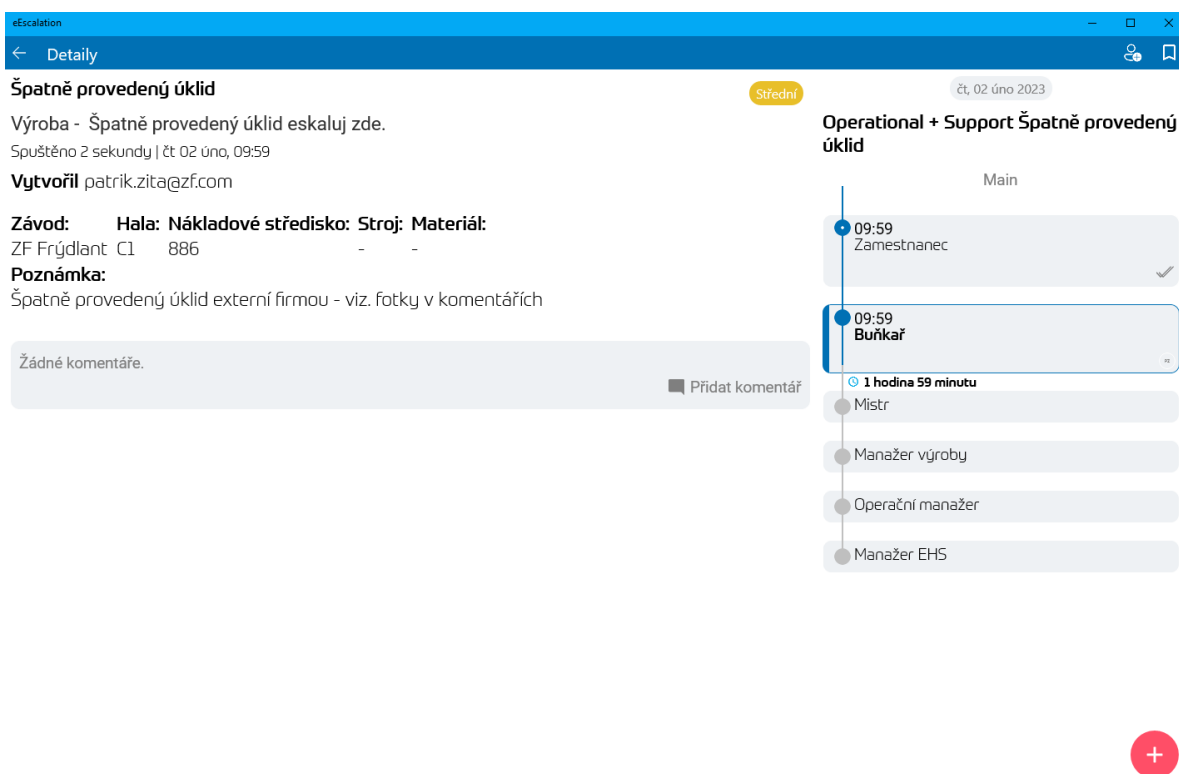 eEscalation
Detaily
Špatně provedený úklid
Střední
Výroba - Špatně provedený úklid eskaluj zde.
Spuštěno 2 sekundy | čt 02 úno, 09:59
Vytvořil patrik.zita@zf.com
Závod: Hala: Nákladové středisko: Stroj: Materiál:
ZF Frýdlant C1 886 - -
Poznámka:
Špatně provedený úklid externí firmou - viz. fotky v komentářích
Žádné komentáře.
Přidat komentář
čt, 02 úno 2023
Operational + Support Špatně provedený
úklid
Main
09:59
Zamestnanec
09:59
Buňkař
1 hodina 59 minutu
Mistr
Manažer výroby
Operační manažer
Manažer EHS